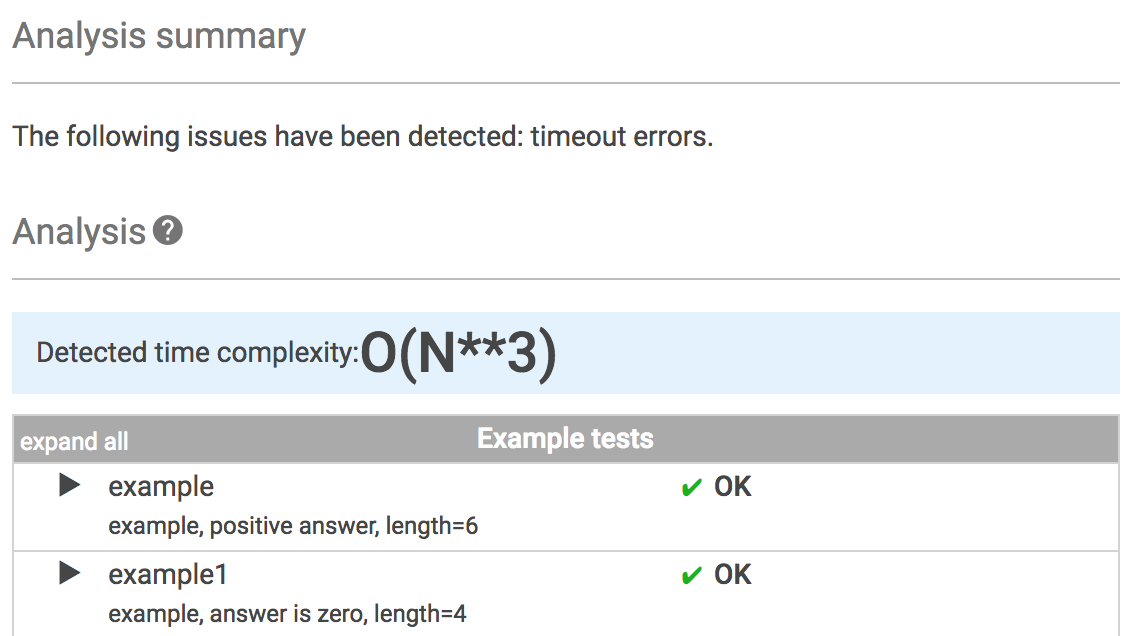 Analysis summary
The following issues have been detected: timeout errors.
Analysis ?
Detected time complexity: O(N**3)
expand all Example tests
▶ example ✔ OK
example, positive answer, length=6
▶ example1 ✔ OK
example, answer is zero, length=4